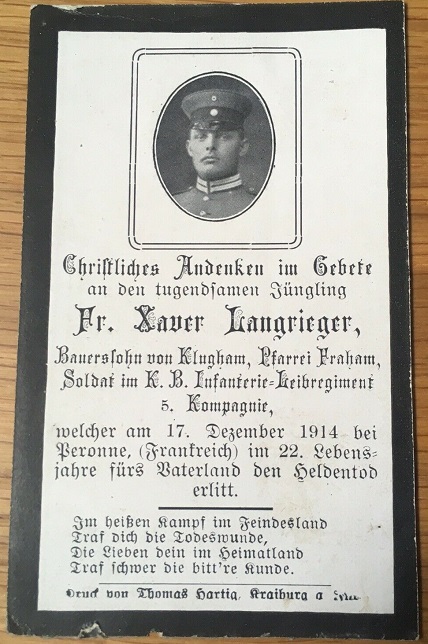 Christliches Andenken im Gebete
an den tugendsamen Jüngling
Fr. Xaver Langrieger,
Bauerssohn von Klugham, Pfarrei Fraham,
Soldat im K. B. Infanterie-Leibregiment
5. Kompagnie,
welcher am 17. Dezember 1914 bei
Peronne, (Frankreich) im 22. Lebens-
jahre fürs Vaterland den Heldentod
erlitt.
Im heißen Kampf im Feindesland
Traf dich die Todeswunde,
Die Lieben dein im Heimatland
Traf schwer die bitt're Kunde.
Druck von Thomas Hartig, Kraiburg a